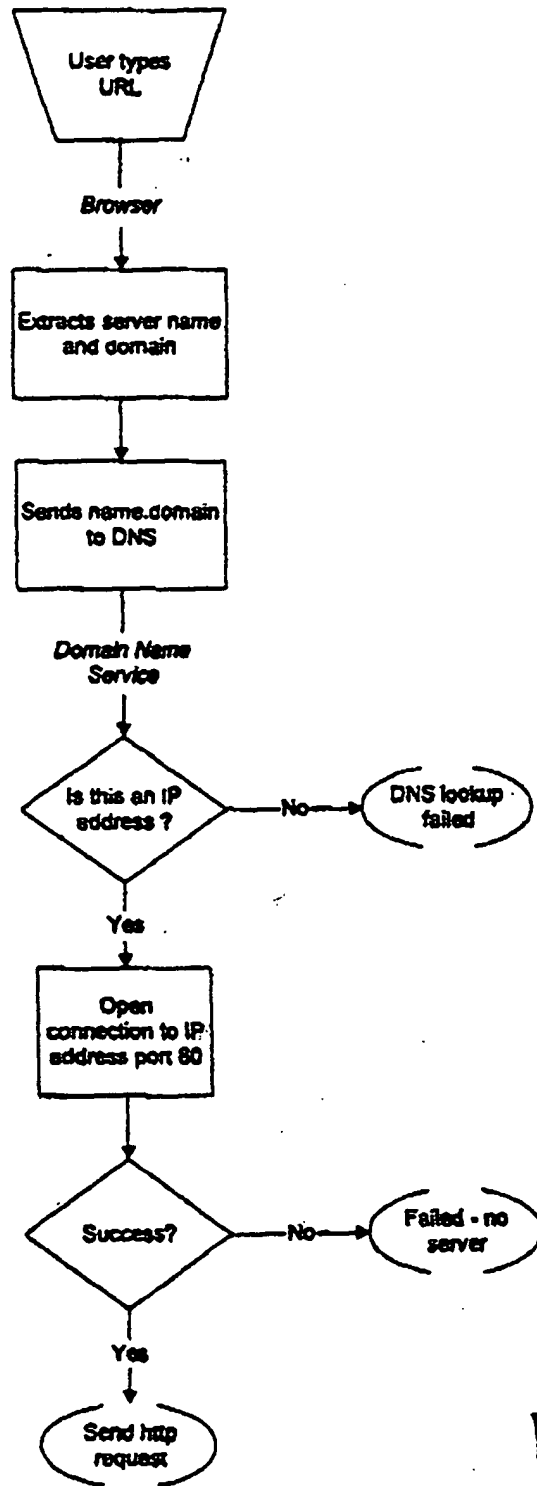 User types
URL
Browser
Extracts server name
and domain
Sends name.domain
to DNS
Domain Name
Service
Is this an IP
address ?
No
DNS lookup
failed
Yes
Open
connection to IP
address port 80
Success?
No
Failed - no
server
Yes
Send http
request